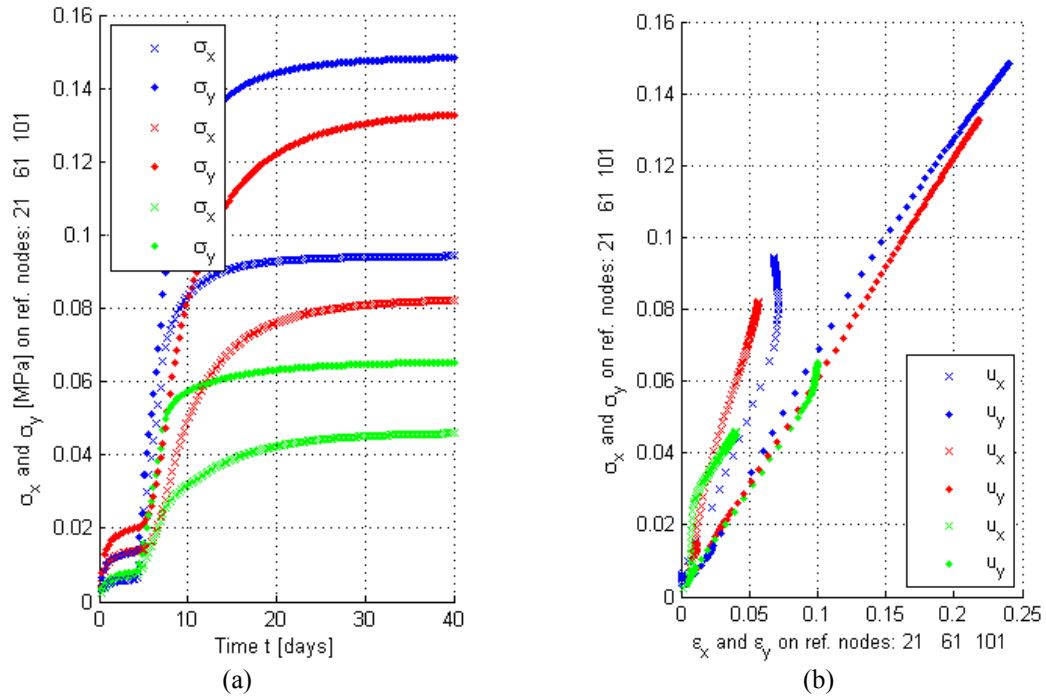 σx and σy [MPa] on ref. nodes: 21 61 101
0.16
0.14
0.12
0.1
0.08
0.06
0.04
0.02
0
σx
σy
σx
σy
σx
σy
0 10 20 30 40
Time t [days]
(a)
σx and σy on ref. nodes: 21 61 101
0.16
0.14
0.12
0.1
0.08
0.06
0.04
0.02
0
ux
uy
ux
uy
ux
uy
0 0.05 0.1 0.15 0.2 0.25
εx and εy on ref. nodes: 21 61 101
(b)